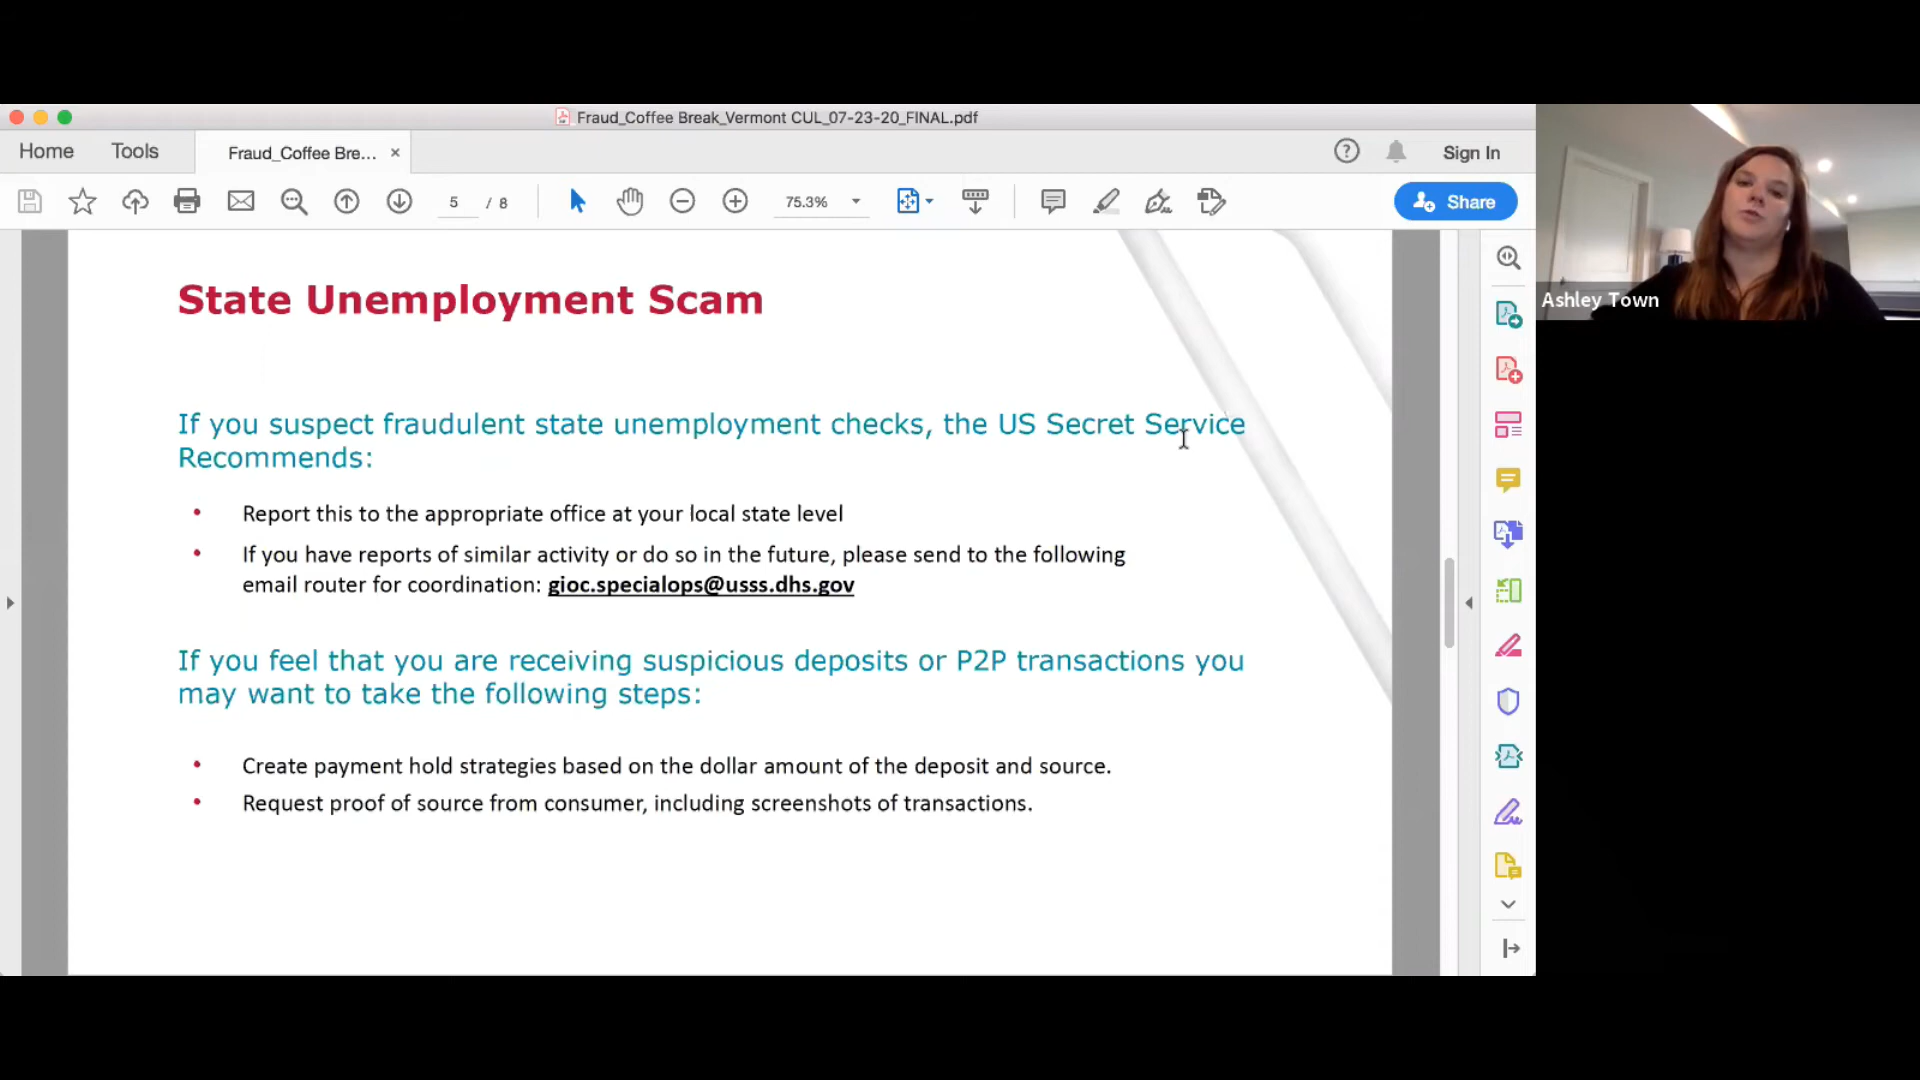 Fraud_Coffee Break_Vermont CUL_07-23-20_FINAL.pdf
Home Tools Fraud_Coffee Bre... × Sign In
5 / 8 75.3% Share
State Unemployment Scam
If you suspect fraudulent state unemployment checks, the US Secret Service
Recommends:
• Report this to the appropriate office at your local state level
• If you have reports of similar activity or do so in the future, please send to the following
email router for coordination: gioc.specialops@usss.dhs.gov
If you feel that you are receiving suspicious deposits or P2P transactions you
may want to take the following steps:
• Create payment hold strategies based on the dollar amount of the deposit and source.
• Request proof of source from consumer, including screenshots of transactions.
Ashley Town